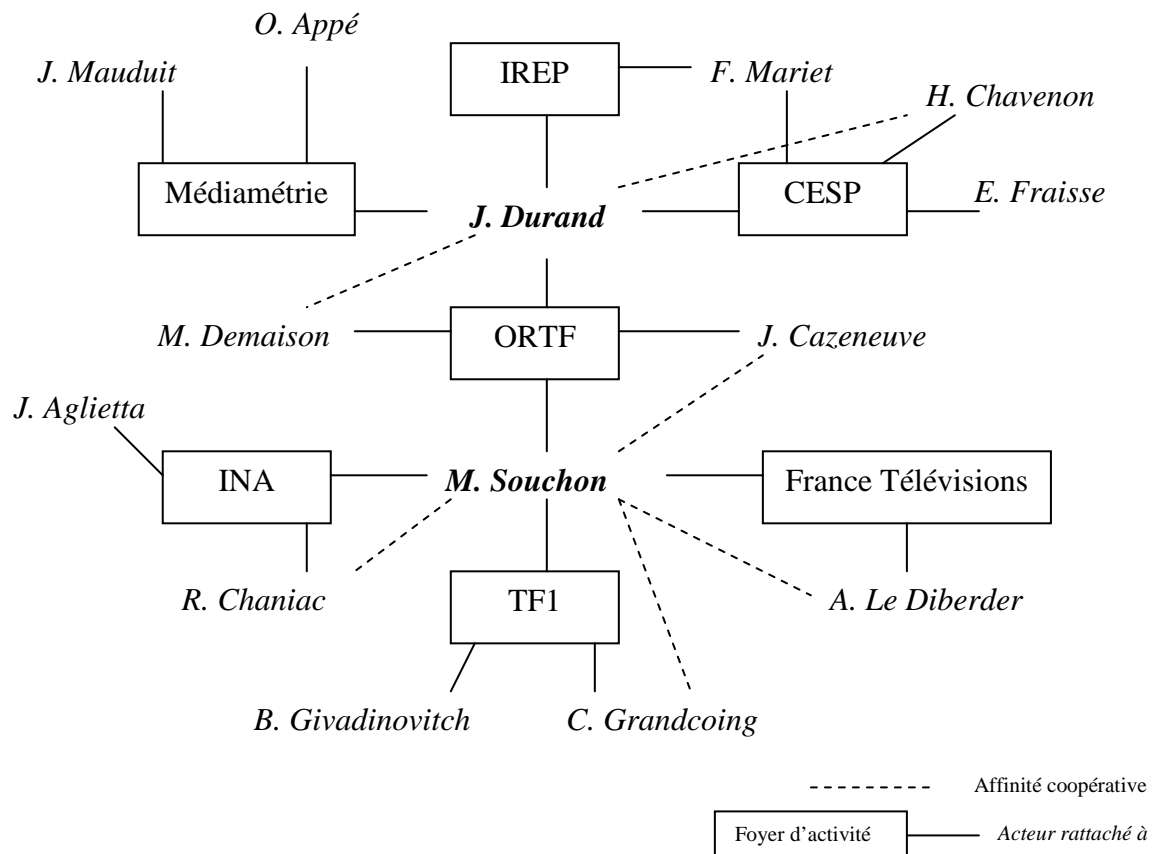 O. Appé
J. Mauduit
IREP
F. Mariet
H. Chavenon
Médiamétrie
CESP
E. Fraisse
J. Durand
M. Demaison
ORTF
J. Cazeneuve
J. Aglietta
INA
M. Souchon
France Télévisions
R. Chaniac
TF1
A. Le Diberder
B. Givadinovitch
C. Grandcoing
Affinité coopérative
Foyer d'activité
Acteur rattaché à